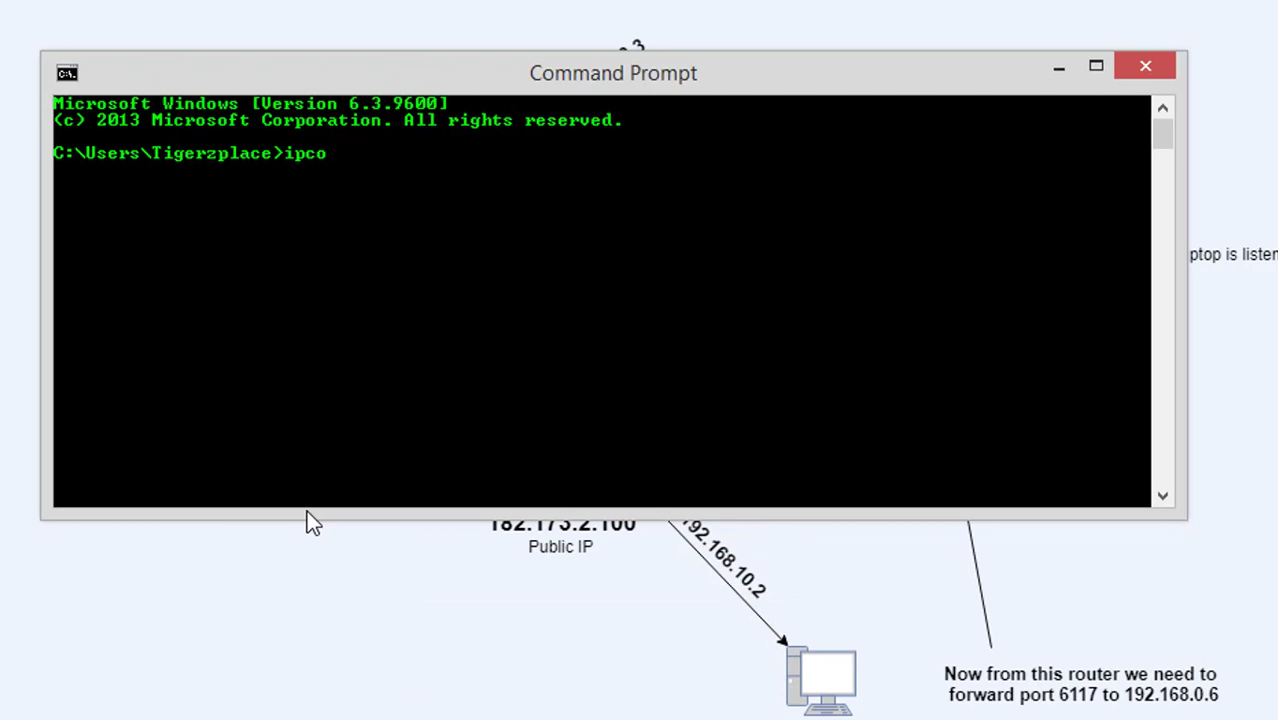 Command Prompt
Microsoft Windows [Version 6.3.9600]
(c) 2013 Microsoft Corporation. All rights reserved.
C:\Users\Tigerzplace>ipco
ptop is listen
182.173.2.100
Public IP
192.168.10.2
Now from this router we need to
forward port 6117 to 192.168.0.6